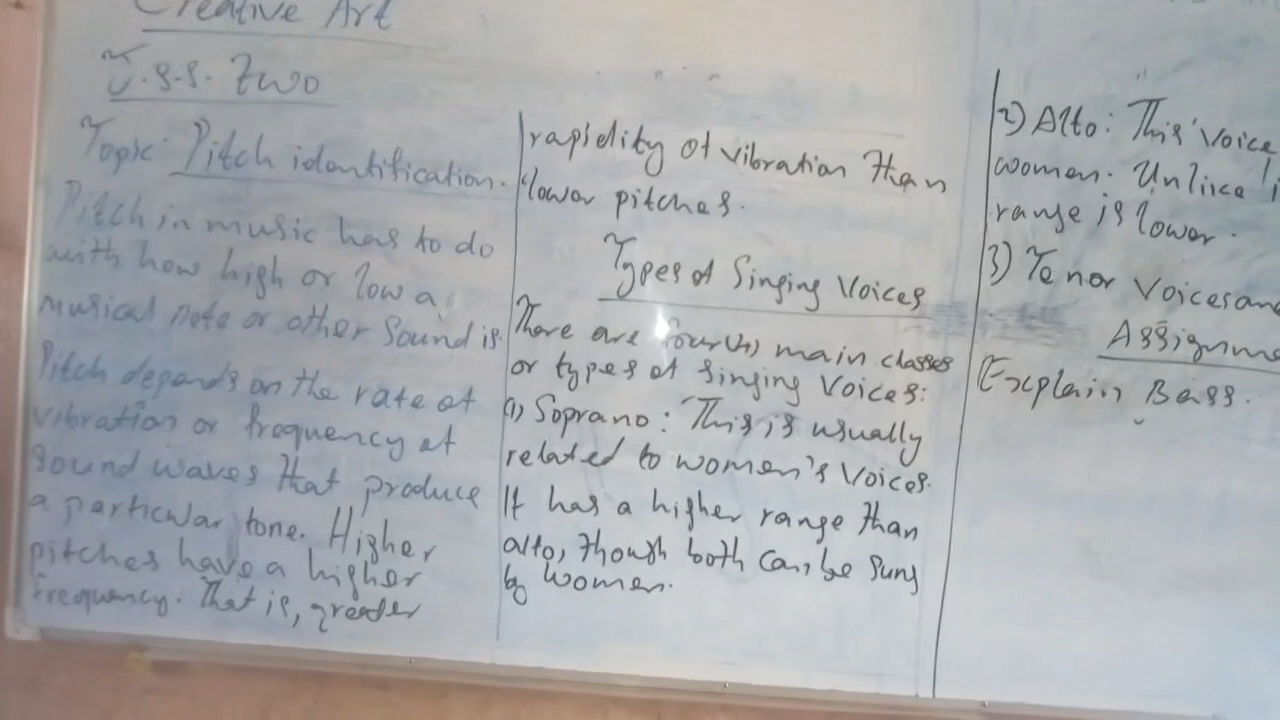 Creative Art
J.S.S. Two
Topic: Pitch idantification.
Pitch in music has to do
with how high or low a
musical note or other Sound is.
Pitch depends on the rate of
vibration or frequency of
sound waves that produce
a particular tone. Higher
pitches have a higher
frequency. That is, greater
rapidity of vibration than
lower pitches.
Types of Singing Voices
There are four(4) main classes
or types of Singing Voices:
(1) Soprano: This is usually
related to women's Voices.
It has a higher range than
alto, though both can be Sung
by women.
2) Alto: This Voice
women. Unlike
range is lower.
3) Tenor Voices and
Assignme
Explain Bass.